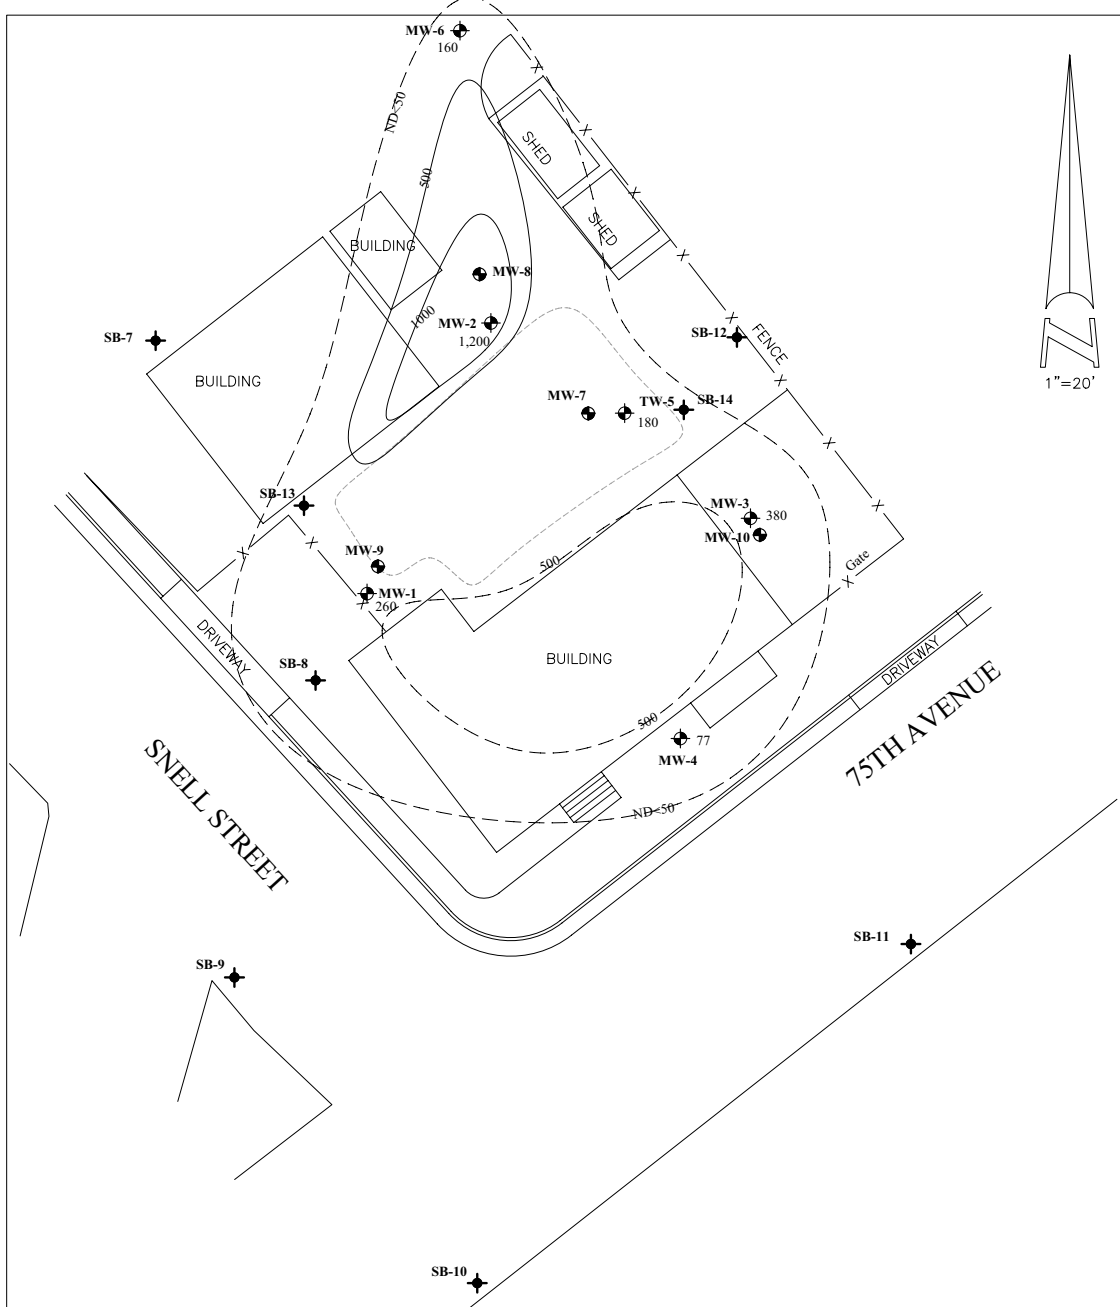 MW-6
160
ND<50
SHED
500
SHED
BUILDING
MW-8
1000
MW-2
1,200
SB-7
SB-12
FENCE
BUILDING
N
1"=20'
MW-7
TW-5
180
SB-14
SB-13
MW-3
380
MW-10
MW-9
500
Gate
MW-1
260
DRIVEWAY
SB-8
BUILDING
DRIVEWAY
500
77
MW-4
75TH AVENUE
SNELL STREET
ND<50
SB-11
SB-9
SB-10
X
X
X
X
X
X
X
X
X
X
X
X
X